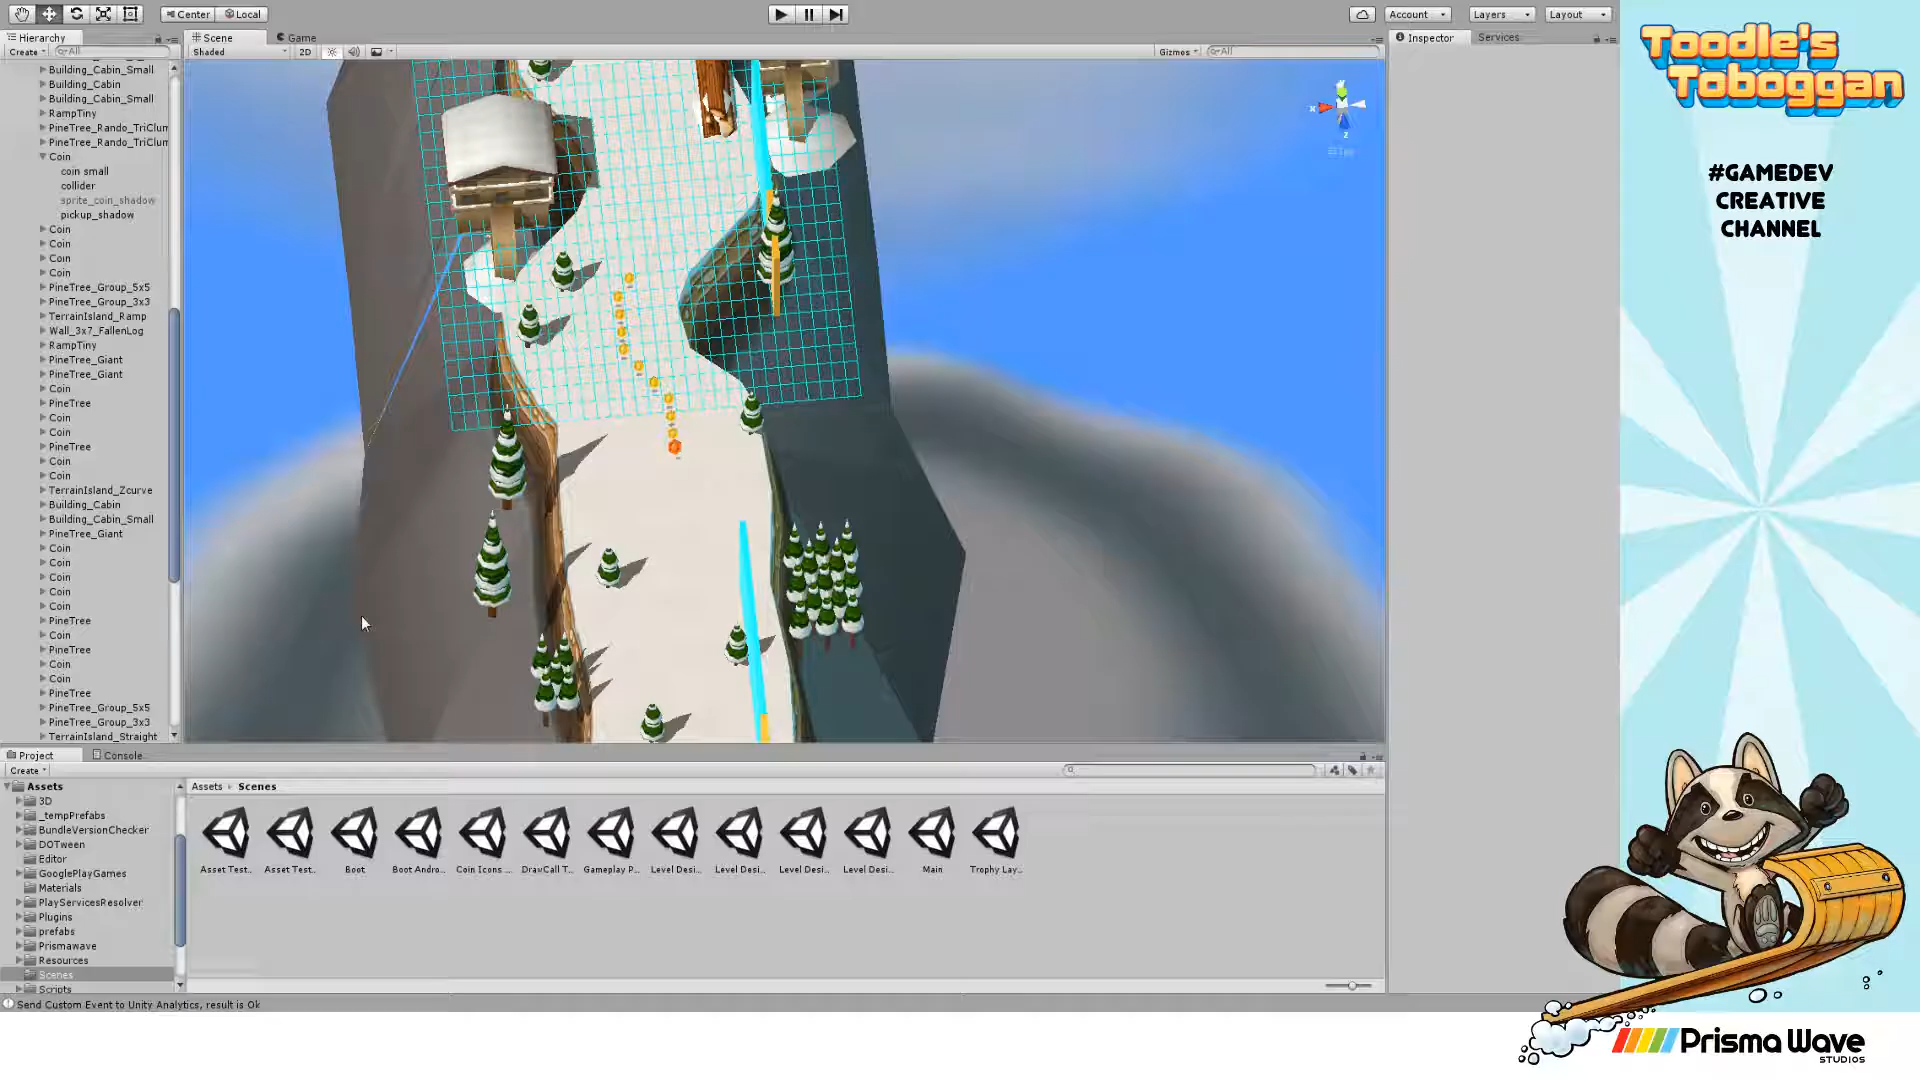 Center
Local
Account
Layers
Layout
Hierarchy
Create
All
Building_Cabin_Small
Building_Cabin
Building_Cabin_Small
RampTiny
PineTree_Rando_TriClum
PineTree_Rando_TriClum
Coin
coin small
collider
sprite_coin_shadow
pickup_shadow
Coin
Coin
Coin
Coin
PineTree_Group_5x5
PineTree_Group_3x3
TerrainIsland_Ramp
Wall_3x7_FallenLog
RampTiny
PineTree_Giant
PineTree_Giant
Coin
PineTree
Coin
Coin
PineTree
Coin
Coin
TerrainIsland_Zcurve
Building_Cabin
Building_Cabin_Small
PineTree_Giant
Coin
Coin
Coin
Coin
Coin
PineTree
Coin
PineTree
Coin
Coin
PineTree
PineTree_Group_5x5
PineTree_Group_3x3
TerrainIsland_Straight
Scene
Game
Shaded
2D
Gizmos
All
x
z
Inspector
Services
Project
Console
Create
Assets
3D
_tempPrefabs
BundleVersionChecker
DOTween
Editor
GooglePlayGames
Materials
PlayServicesResolver
Plugins
prefabs
Prismawave
Resources
Scenes
Scripts
Assets Scenes
Asset Test..
Asset Test..
Boot
Boot Andro..
Coin Icons ...
DrawCall T...
Gameplay P...
Level Desi...
Level Desi...
Level Desi...
Level Desi...
Main
Trophy Lay...
Send Custom Event to Unity Analytics, result is Ok
Toodle's
Toboggan
#GAMEDEV
CREATIVE
CHANNEL
Prisma Wave
STUDIOS